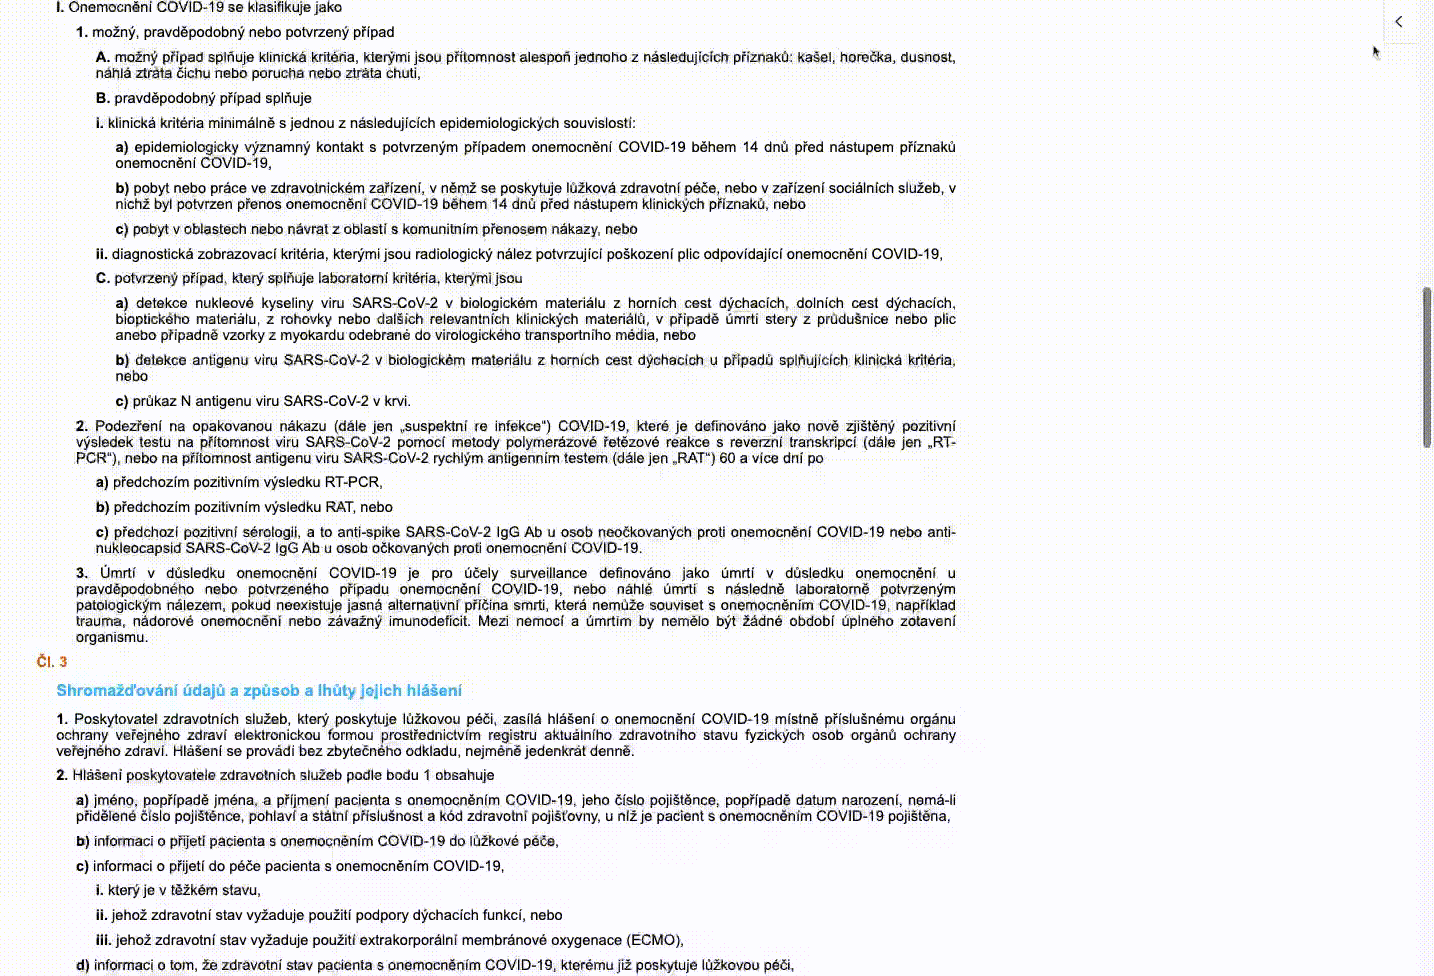 I. Onemocnění COVID-19 se klasifikuje jako
1. možný, pravděpodobný nebo potvrzený případ
A. možný případ splňuje klinická kritéria, kterými jsou přítomnost alespoň jednoho z následujících příznaků: kašel, horečka, dusnost,
náhlá ztráta čichu nebo porucha nebo ztráta chuti,
B. pravděpodobný případ splňuje
i. klinická kritéria minimálně s jednou z následujících epidemiologických souvislostí:
a) epidemiologicky významný kontakt s potvrzeným případem onemocnění COVID-19 během 14 dnů před nástupem příznaků
onemocnění COVID-19,
b) pobyt nebo práce ve zdravotnickém zařízení, v němž se poskytuje lůžková zdravotní péče, nebo v zařízení sociálních služeb, v
nichž byl potvrzen přenos onemocnění COVID-19 během 14 dnů před nástupem klinických příznaků, nebo
c) pobyt v oblastech nebo návrat z oblastí s komunitním přenosem nákazy, nebo
ii. diagnostická zobrazovací kritéria, kterými jsou radiologický nález potvrzující poškození plic odpovídající onemocnění COVID-19,
C. potvrzený případ, který splňuje laboratorní kritéria, kterými jsou
a) detekce nukleové kyseliny viru SARS-CoV-2 v biologickém materiálu z horních cest dýchacích, dolních cest dýchacích,
bioptického materiálu, z rohovky nebo dalších relevantních klinických materiálů, v případě úmrtí stery z průdušnice nebo plic
anebo případně vzorky z myokardu odebrané do virologického transportního média, nebo
b) detekce antigenu viru SARS-CoV-2 v biologickém materiálu z horních cest dýchacích u případů splňujících klinická kritéria,
nebo
c) průkaz N antigenu viru SARS-CoV-2 v krvi.
2. Podezření na opakovanou nákazu (dále jen „suspektní re infekce“) COVID-19, které je definováno jako nově zjištěný pozitivní
výsledek testu na přítomnost viru SARS-CoV-2 pomocí metody polymerázové řetězové reakce s reverzní transkripcí (dále jen „RT-
PCR“), nebo na přítomnost antigenu viru SARS-CoV-2 rychlým antigenním testem (dále jen „RAT“) 60 a více dní po
a) předchozím pozitivním výsledku RT-PCR,
b) předchozím pozitivním výsledku RAT, nebo
c) předchozí pozitivní sérologii, a to anti-spike SARS-CoV-2 IgG Ab u osob neočkovaných proti onemocnění COVID-19 nebo anti-
nukleocapsid SARS-CoV-2 IgG Ab u osob očkovaných proti onemocnění COVID-19.
3. Úmrtí v důsledku onemocnění COVID-19 je pro účely surveillance definováno jako úmrtí v důsledku onemocnění u
pravděpodobného nebo potvrzeného případu onemocnění COVID-19, nebo náhlé úmrtí s následně laboratorně potvrzeným
patologickým nálezem, pokud neexistuje jasná alternativní příčina smrti, která nemůže souviset s onemocněním COVID-19, například
trauma, nádorové onemocnění nebo závažný imunodeficit. Mezi nemocí a úmrtím by nemělo být žádné období úplného zotavení
organismu.
Čl. 3
Shromažďování údajů a způsob a lhůty jejich hlášení
1. Poskytovatel zdravotních služeb, který poskytuje lůžkovou péči, zasílá hlášení o onemocnění COVID-19 místně příslušnému orgánu
ochrany veřejného zdraví elektronickou formou prostřednictvím registru aktuálního zdravotního stavu fyzických osob orgánů ochrany
veřejného zdraví. Hlášení se provádí bez zbytečného odkladu, nejméně jedenkrát denně.
2. Hlášení poskytovatele zdravotních služeb podle bodu 1 obsahuje
a) jméno, popřípadě jména, a příjmení pacienta s onemocněním COVID-19, jeho číslo pojištěnce, popřípadě datum narození, nemá-li
přidělené číslo pojištěnce, pohlaví a státní příslušnost a kód zdravotní pojišťovny, u níž je pacient s onemocněním COVID-19 pojištěna,
b) informaci o přijetí pacienta s onemocněním COVID-19 do lůžkové péče,
c) informaci o přijetí do péče pacienta s onemocněním COVID-19,
i. který je v těžkém stavu,
ii. jehož zdravotní stav vyžaduje použití podpory dýchacích funkcí, nebo
iii. jehož zdravotní stav vyžaduje použití extrakorporální membránové oxygenace (ECMO),
d) informaci o tom, že zdravotní stav pacienta s onemocněním COVID-19, kterému již poskytuje lůžkovou péči,